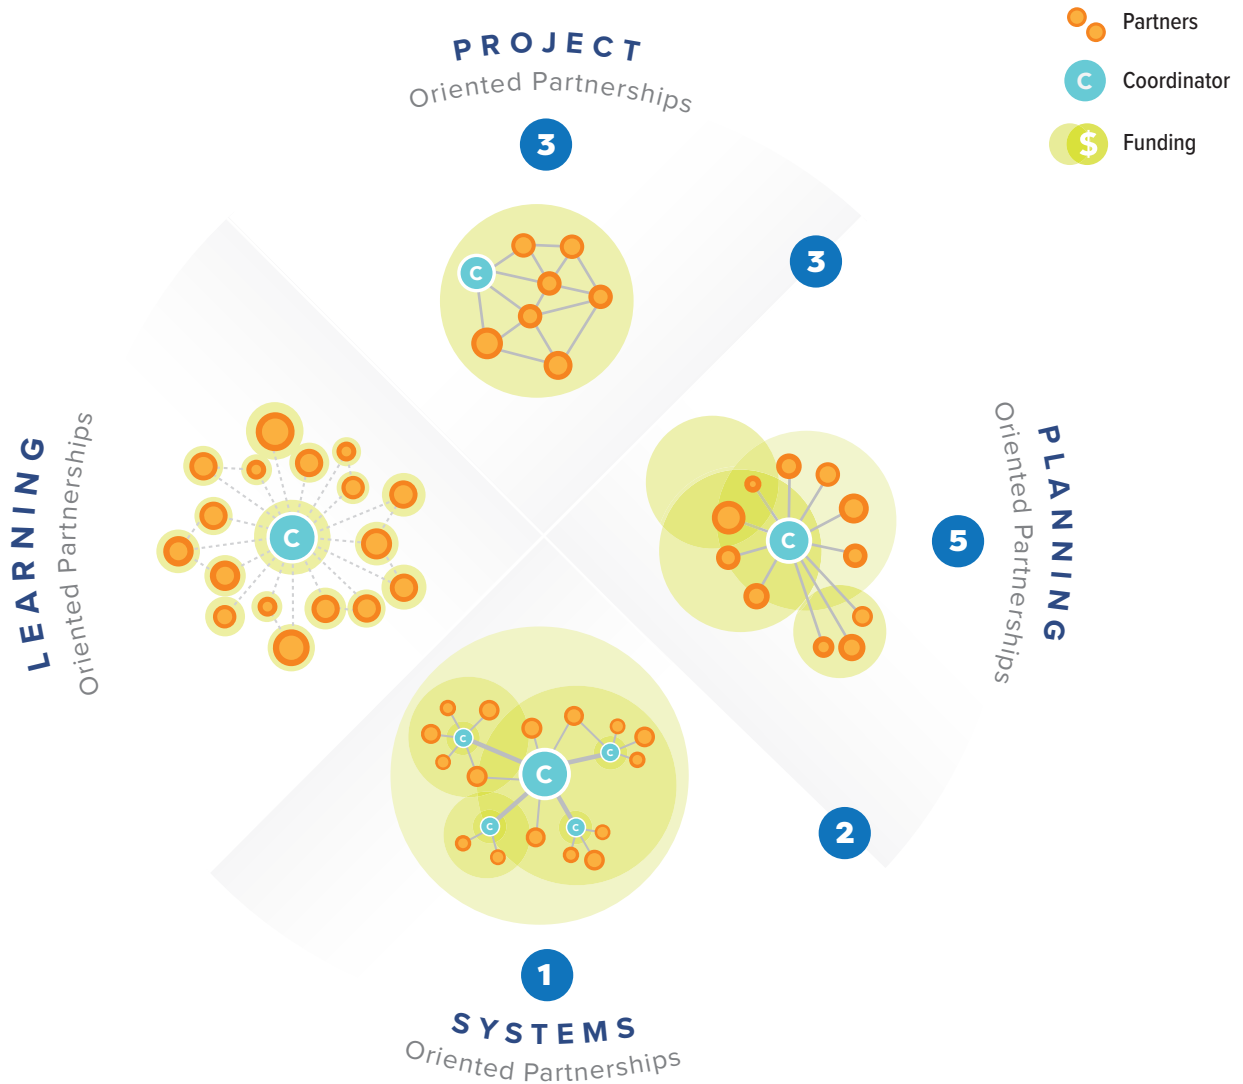 PROJECT
Oriented Partnerships
3
Partners
C
Coordinator
$
Funding
3
C
LEARNING
Oriented Partnerships
C
C
PLANNING
Oriented Partnerships
5
C
C
C
C
C
2
1
SYSTEMS
Oriented Partnerships